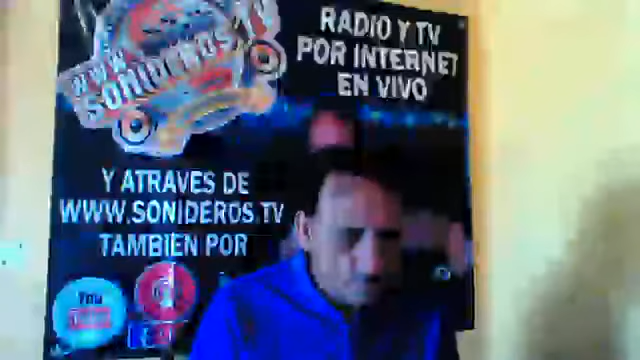 WWW.
SONIDEROS TV
RADIO Y TV
POR INTERNET
EN VIVO
Y ATRAVES DE
WWW.SONIDEROS.TV
TAMBIEN POR
You